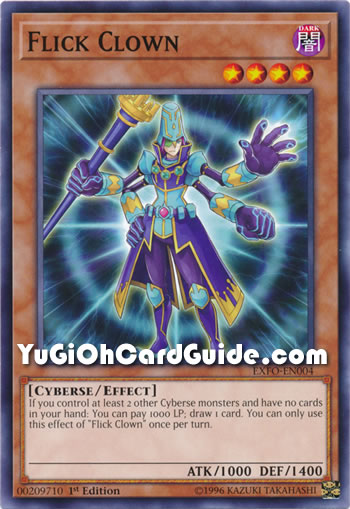 FLICK CLOWN
DARK
闇
YuGiOhCardGuide.com
EXFO-EN004
[CYBERSE/EFFECT]
If you control at least 2 other Cyberse monsters and have no cards
in your hand: You can pay 1000 LP; draw 1 card. You can only use
this effect of "Flick Clown" once per turn.
ATK/1000 DEF/1400
00209710 1st Edition ©1996 KAZUKI TAKAHASHI